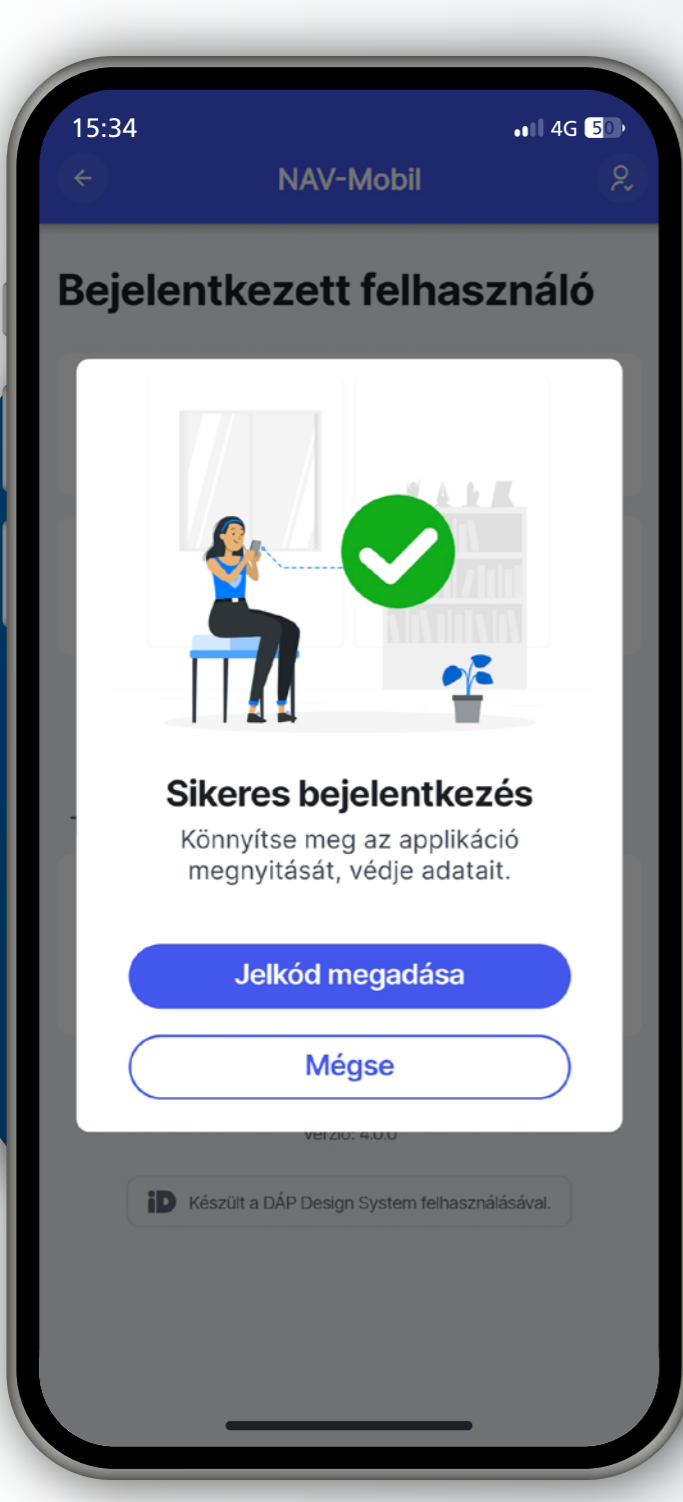 15:34
4G 50
NAV-Mobil
Bejelentkezett felhasználó
Sikeres bejelentkezés
Könnyítse meg az applikáció
megnyitását, védje adatait.
Jelkód megadása
Mégse
Verzió: 4.0.0
iD Készült a DÁP Design System felhasználásával.